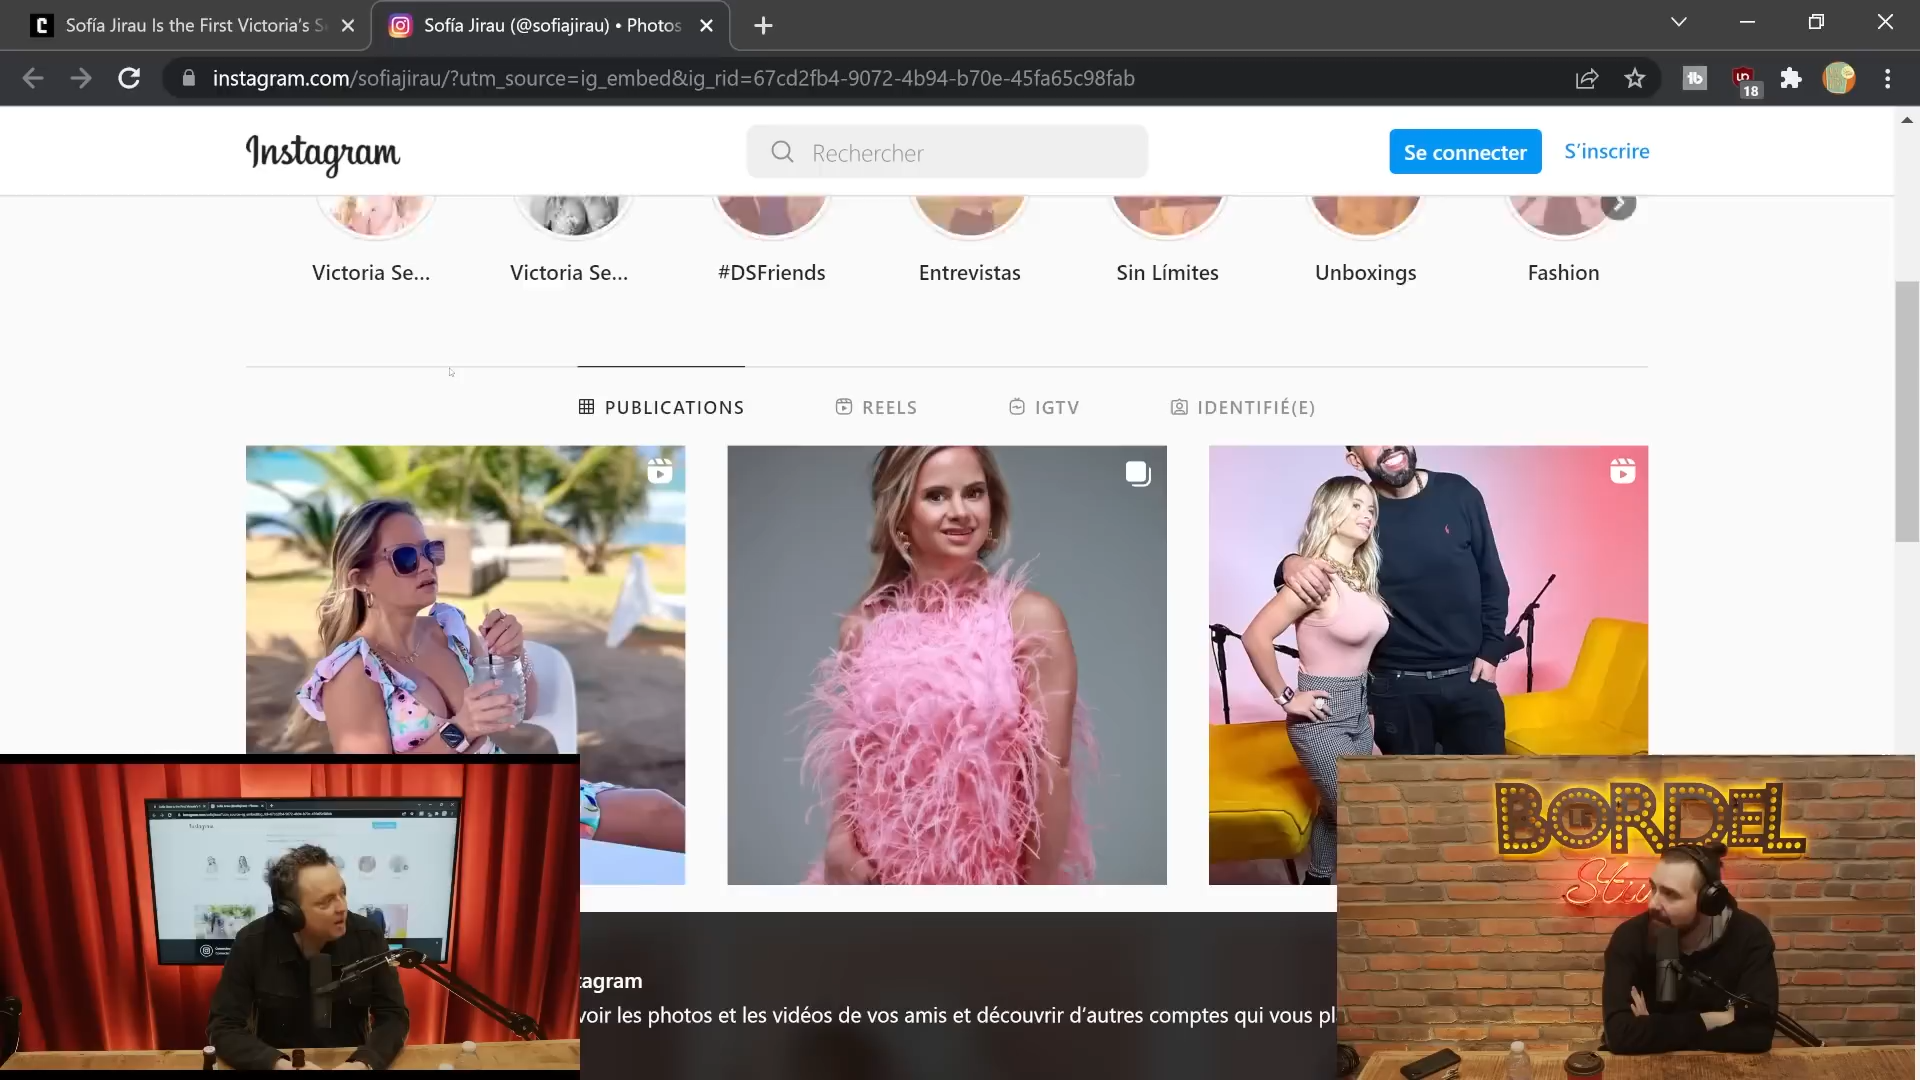 Sofía Jirau Is the First Victoria's S
Sofía Jirau (@sofiajirau) • Photos
instagram.com/sofiajirau/?utm_source=ig_embed&ig_rid=67cd2fb4-9072-4b94-b70e-45fa65c98fab
18
Instagram
Rechercher
Se connecter
S'inscrire
Victoria Se...
Victoria Se...
#DSFriends
Entrevistas
Sin Límites
Unboxings
Fashion
PUBLICATIONS
REELS
IGTV
IDENTIFIÉ(E)
BORDEL
Stu
tagram
voir les photos et les vidéos de vos amis et découvrir d'autres comptes qui vous pl